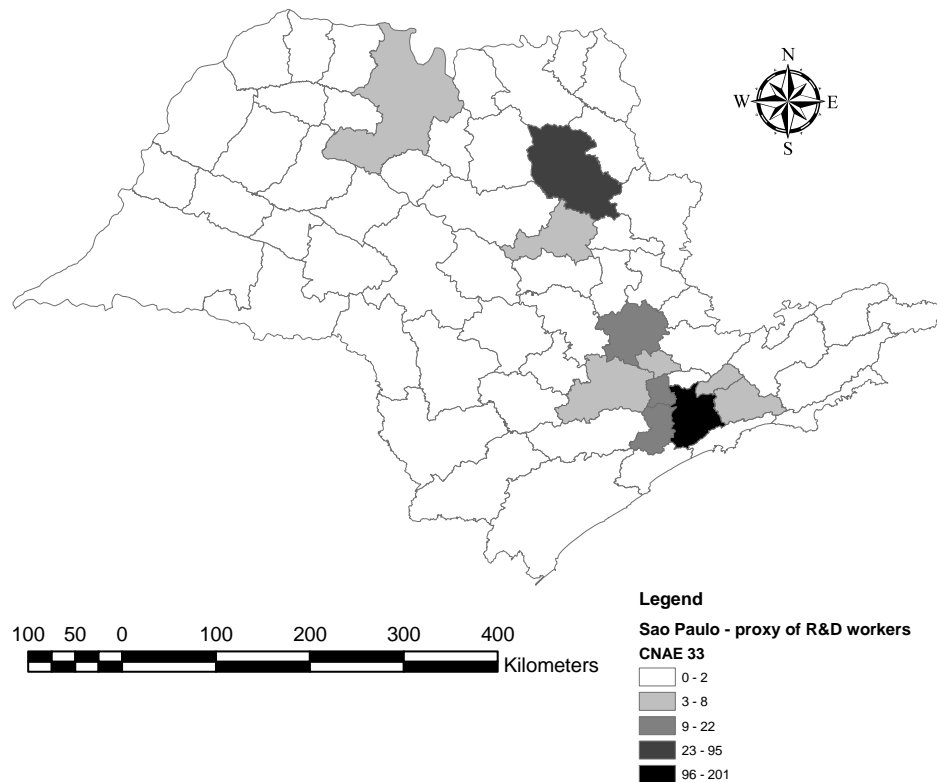 N
W E
S
100 50 0 100 200 300 400
Kilometers
Legend
Sao Paulo - proxy of R&D workers
CNAE 33
0 - 2
3 - 8
9 - 22
23 - 95
96 - 201